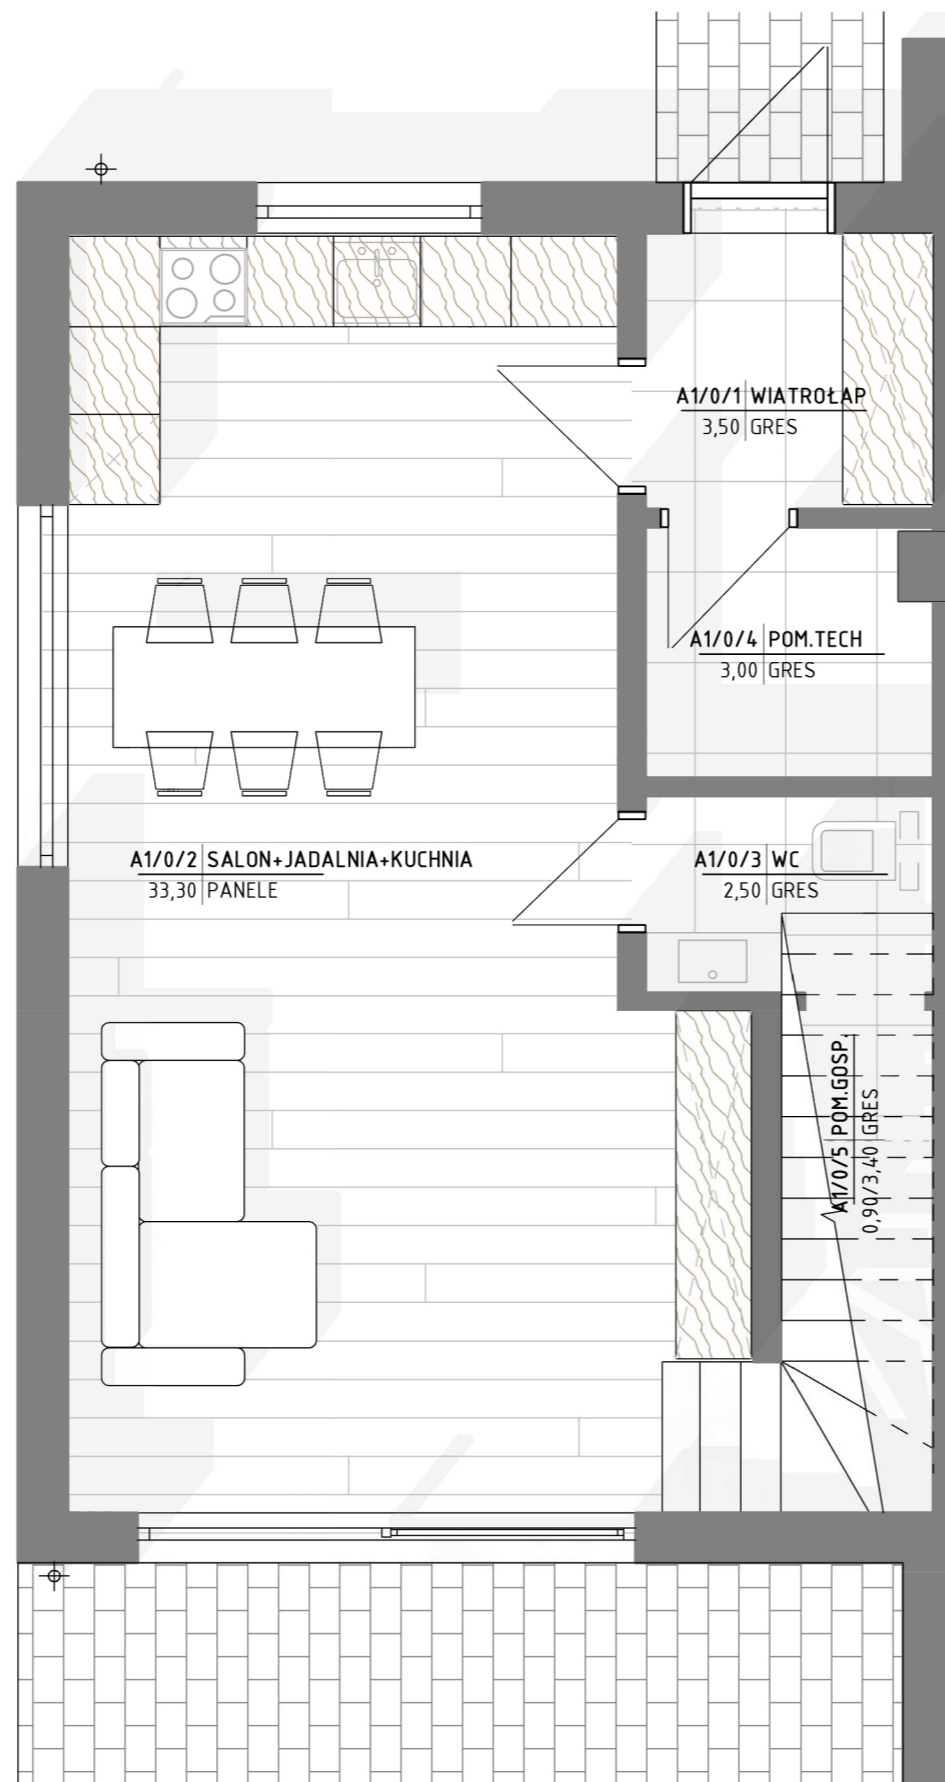 A1/0/1 WIATROŁAP
3,50 GRES
A1/0/4 POM.TECH
3,00 GRES
A1/0/2 SALON+JADALNIA+KUCHNIA
33,30 PANELE
A1/0/3 WC
2,50 GRES
A1/0/5 POM.GOSP.
0,90/3,40 GRES